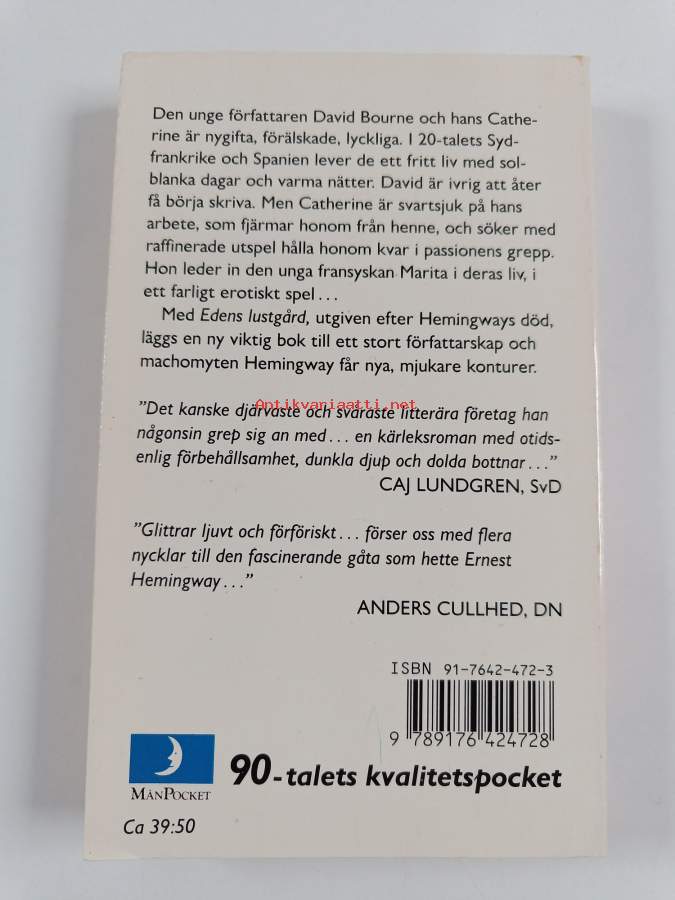 Den unge författaren David Bourne och hans Cathe-
rine är nygifta, förälskade, lyckliga. I 20-talets Syd-
frankrike och Spanien lever de ett fritt liv med sol-
blanka dagar och varma nätter. David är ivrig att åter
få börja skriva. Men Catherine är svartsjuk på hans
arbete, som fjärmar honom från henne, och söker med
raffinerade utspel hålla honom kvar i passionens grepp.
Hon leder in den unga fransyskan Marita i deras liv, i
ett farligt erotiskt spel...
Med Edens lustgård, utgiven efter Hemingways död,
läggs en ny viktig bok till ett stort författarskap och
machomyten Hemingway får nya, mjukare konturer.
Antikvariaatti.net
"Det kanske djärvaste och svåraste litterära företag han
någonsin grep sig an med... en kärleksroman med otids-
enlig förbehållsamhet, dunkla djup och dolda bottnar..."
CAJ LUNDGREN, SvD
"Glittrar ljuvt och förföriskt... förser oss med flera
nycklar till den fascinerande gåta som hette Ernest
Hemingway..."
ANDERS CULLHED, DN
ISBN 91-7642-472-3
9 789176 424728
MÅNPOCKET
90-talets kvalitetspocket
Ca 39:50